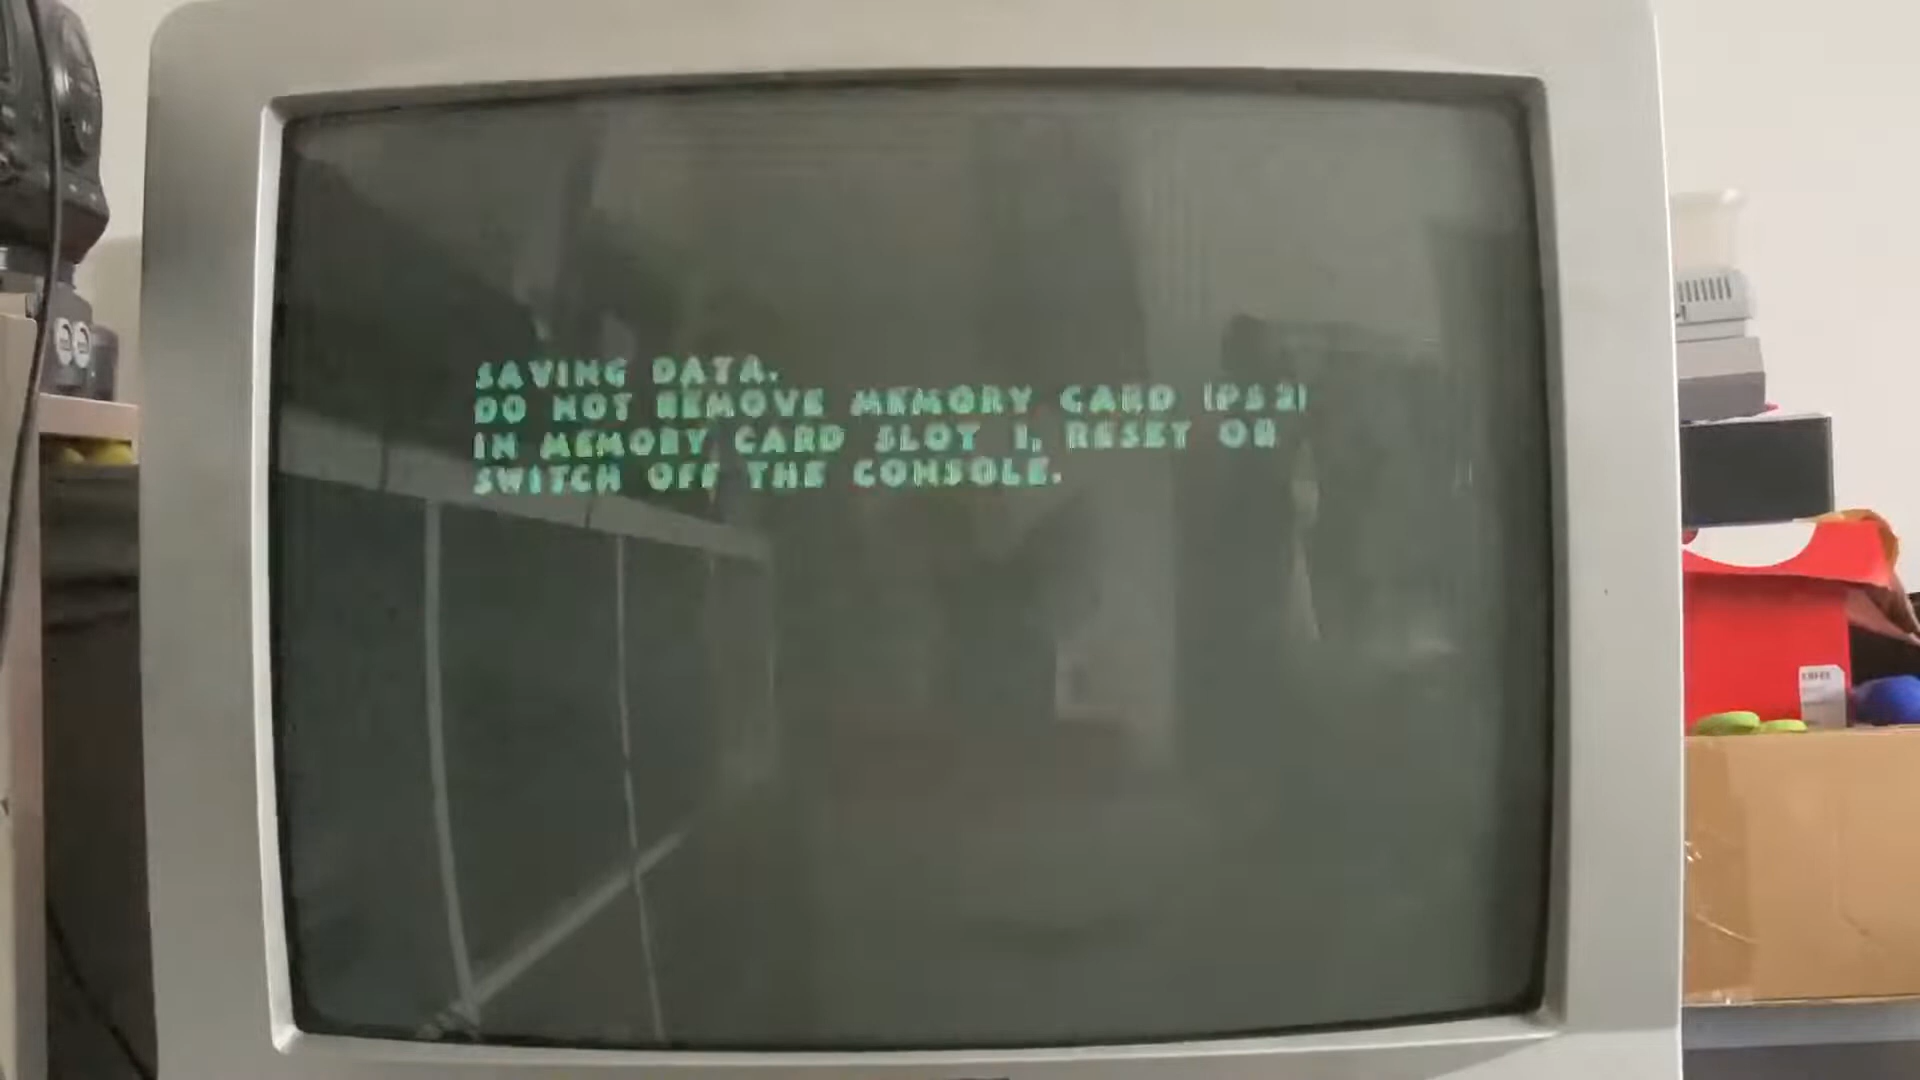 SAVING DATA.
DO NOT REMOVE MEMORY CARD (PS2)
IN MEMORY CARD SLOT 1, RESET OR
SWITCH OFF THE CONSOLE.